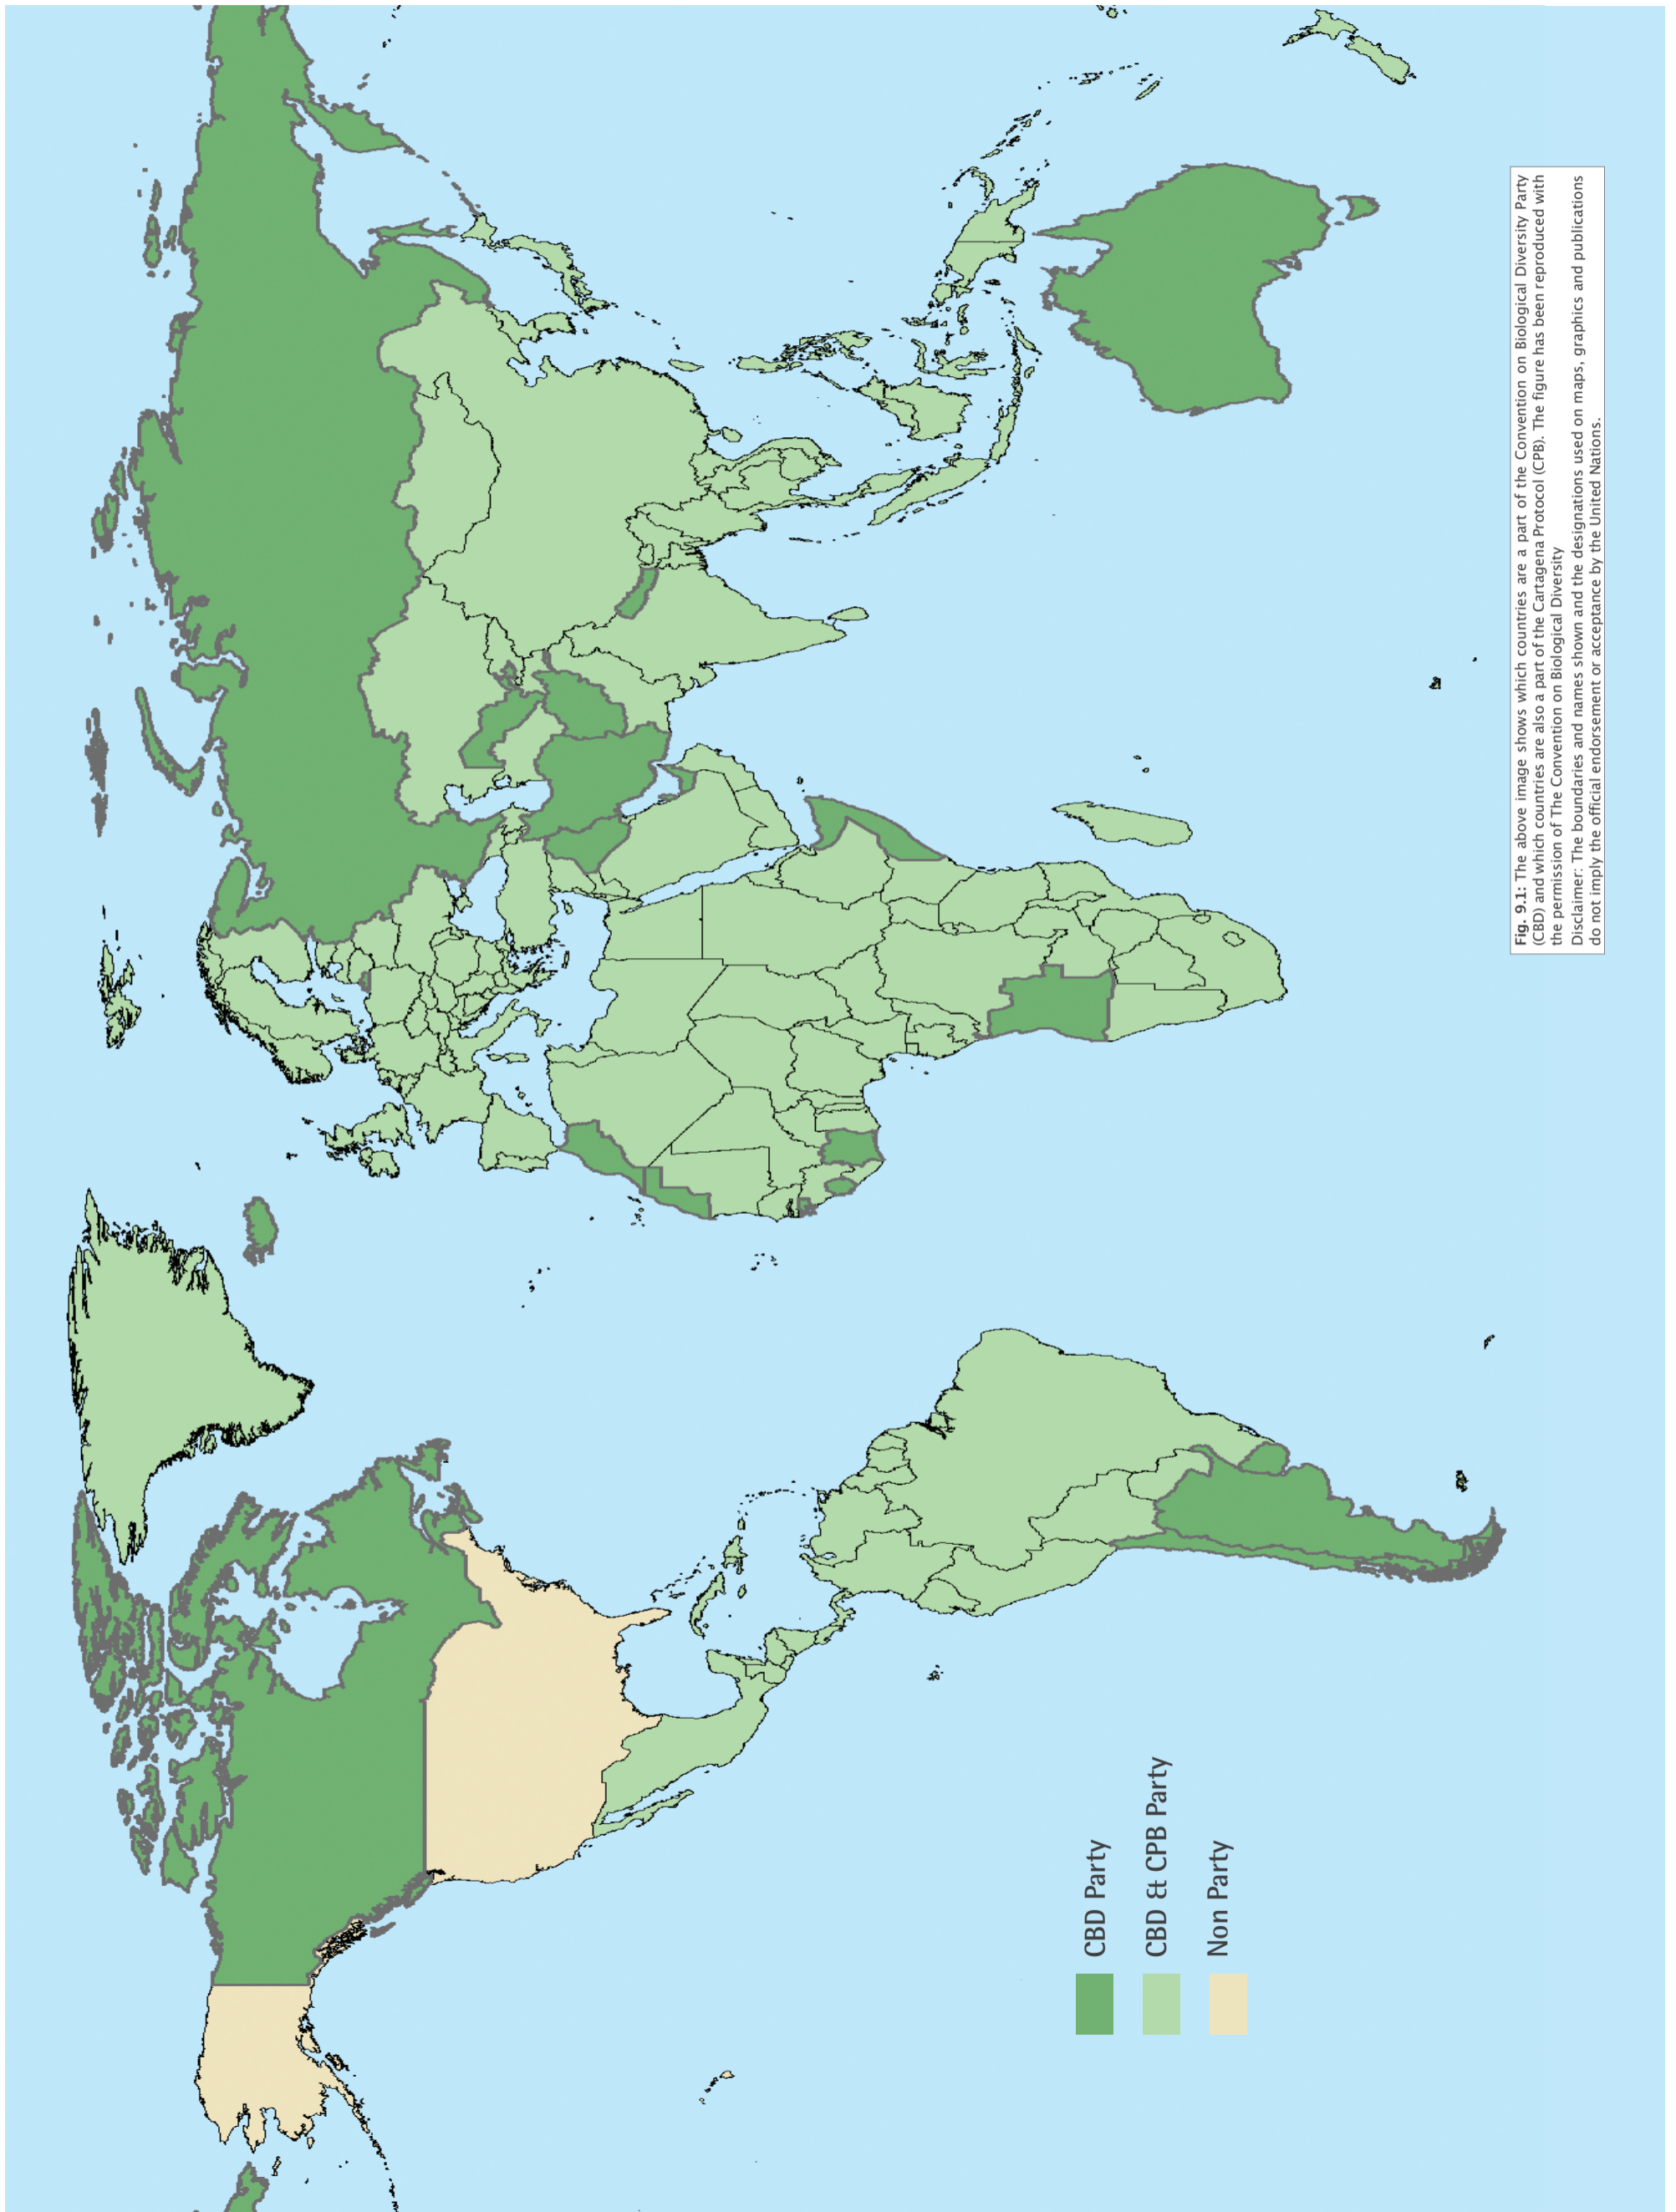 CBD Party
CBD & CPB Party
Non Party
Fig. 9.1: The above image shows which countries are a part of the Convention on Biological Diversity Party
(CBD) and which countries are also a part of the Cartagena Protocol (CPB). The figure has been reproduced with
the permission of The Convention on Biological Diversity
Disclaimer: The boundaries and names shown and the designations used on maps, graphics and publications
do not imply the official endorsement or acceptance by the United Nations.